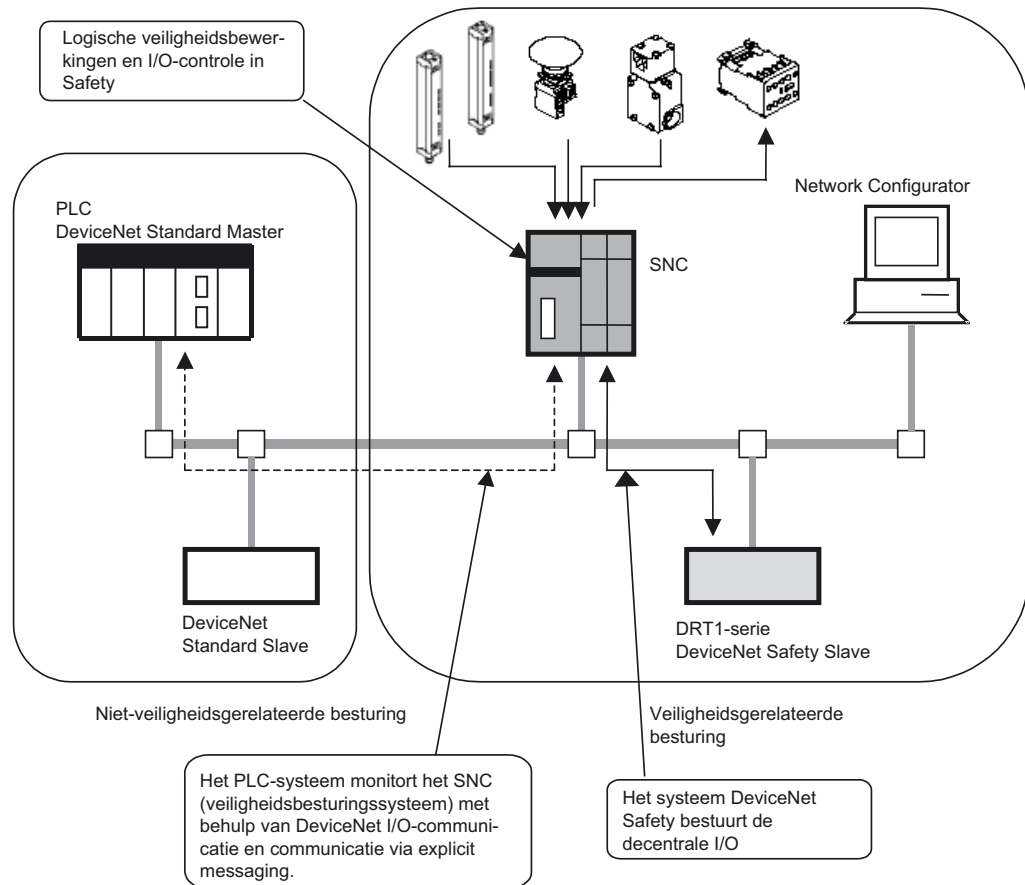 Logische veiligheidsbewer-
kingen en I/O-controle in
Safety
PLC
DeviceNet Standard Master
Network Configurator
SNC
DeviceNet
Standard Slave
DRT1-serie
DeviceNet Safety Slave
Niet-veiligheidsgerelateerde besturing
Veiligheidsgerelateerde
besturing
Het PLC-systeem monitort het SNC
(veiligheidsbesturingssysteem) met
behulp van DeviceNet I/O-communi-
catie en communicatie via explicit
messaging.
Het systeem DeviceNet
Safety bestuurt de
decentrale I/O